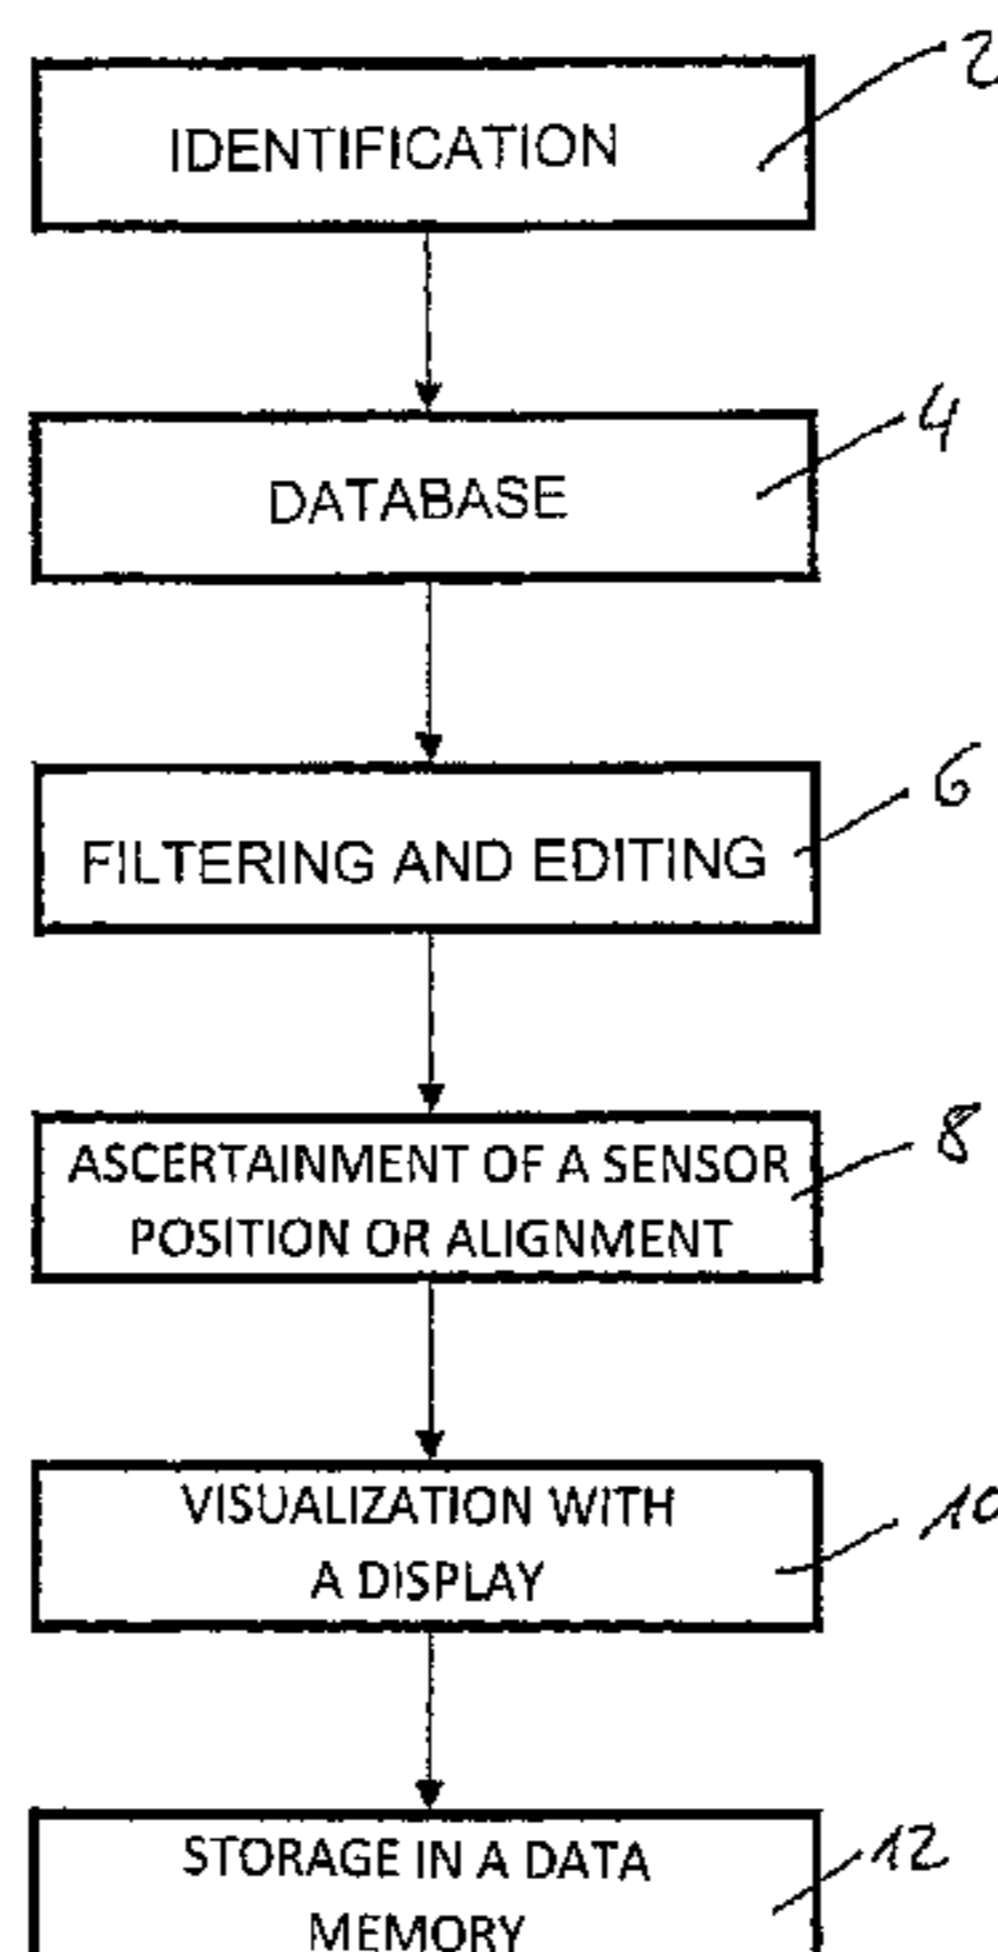 2
IDENTIFICATION
4
DATABASE
6
FILTERING AND EDITING
8
ASCERTAINMENT OF A SENSOR
POSITION OR ALIGNMENT
10
VISUALIZATION WITH
A DISPLAY
12
STORAGE IN A DATA
MEMORY